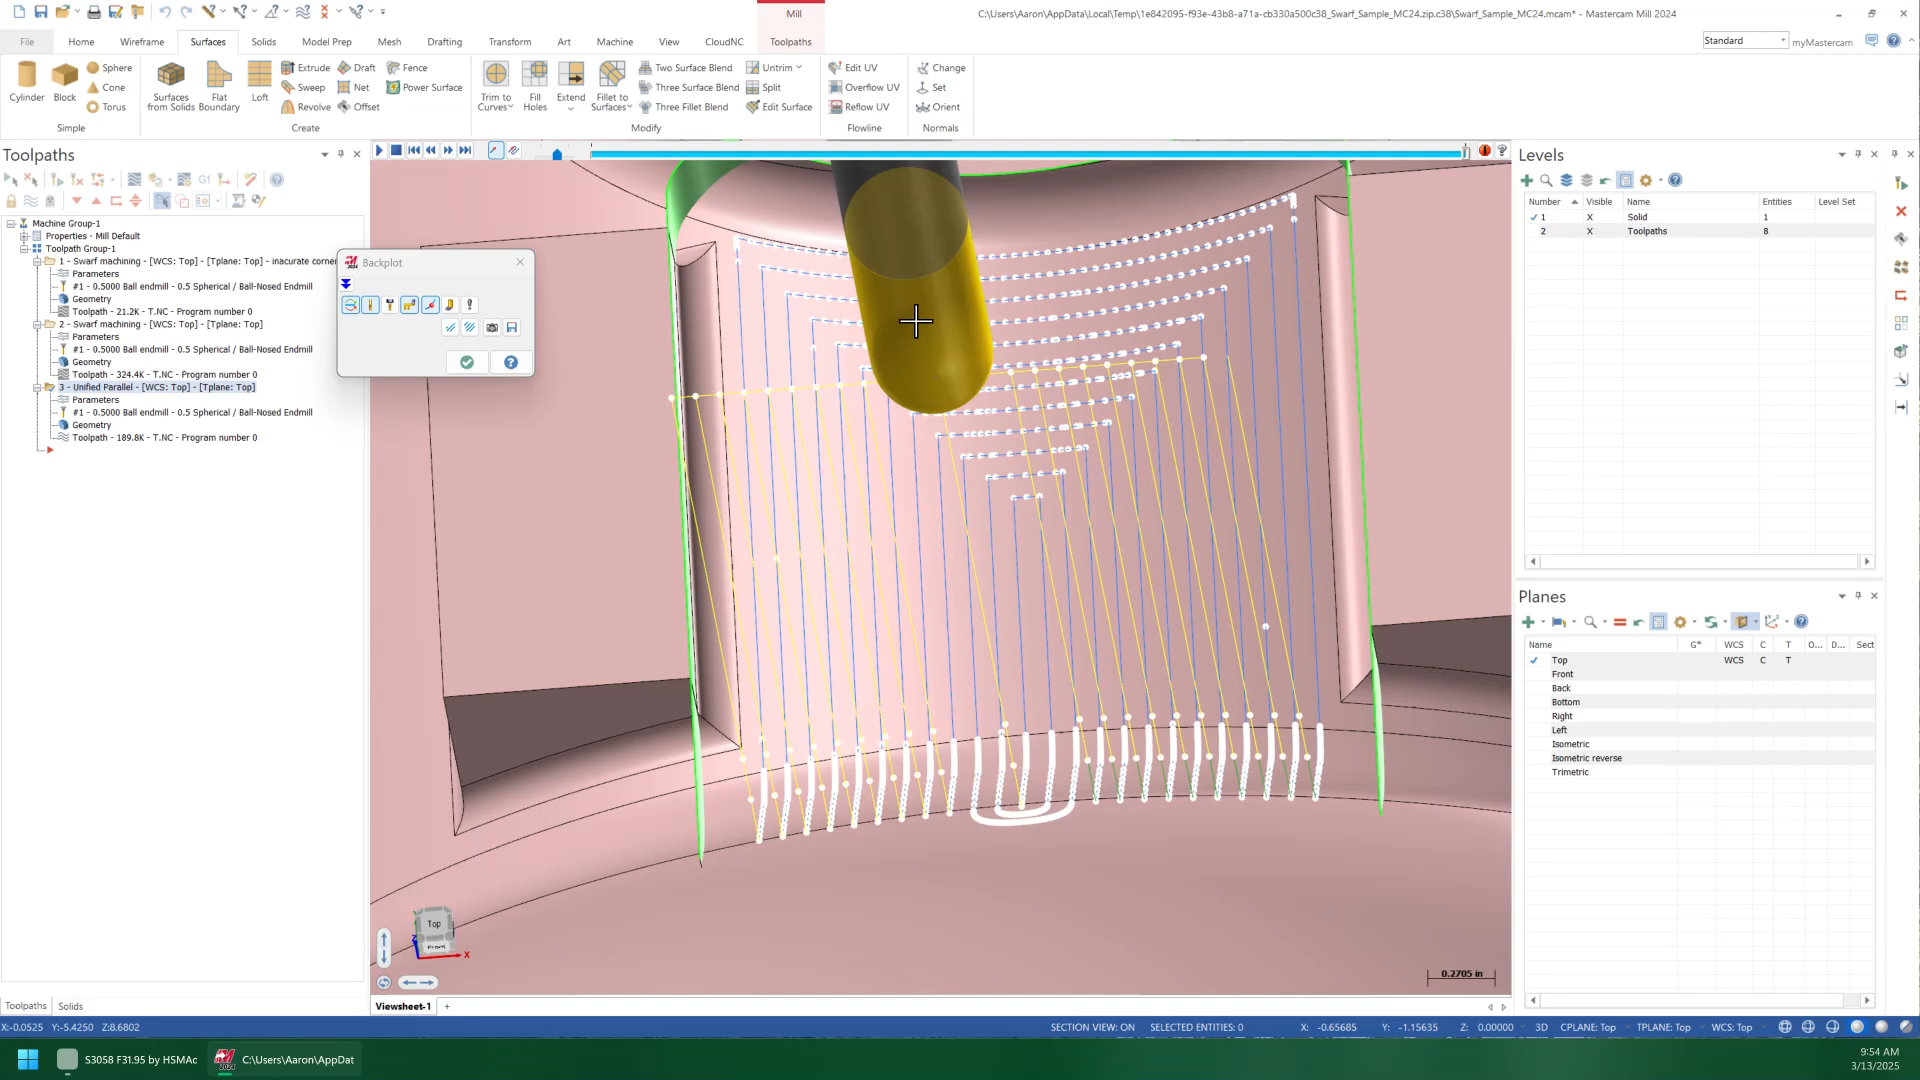 Mill
C:\Users\Aaron\AppData\Local\Temp\1e842095-f93e-43b8-a71a-cb330a500c38_Swarf_Sample_MC24.zip.c38\Swarf_Sample_MC24.mcam* - Mastercam Mill 2024
File Home Wireframe Surfaces Solids Model Prep Mesh Drafting Transform Art Machine View CloudNC Toolpaths
Standard myMastercam
Cylinder Block Sphere Cone Torus
Simple
Surfaces from Solids Flat Boundary Loft Extrude Sweep Revolve Draft Net Offset Fence Power Surface
Create
Trim to Curves Fill Holes Extend Fillet to Surfaces Two Surface Blend Three Surface Blend Three Fillet Blend Untrim Split Edit Surface
Modify
Edit UV Overflow UV Reflow UV
Flowline
Change Set Orient
Normals
Toolpaths
G1
Machine Group-1
Properties - Mill Default
Toolpath Group-1
1 - Swarf machining - [WCS: Top] - [Tplane: Top] - inacurate corner
Parameters
#1 - 0.5000 Ball endmill - 0.5 Spherical / Ball-Nosed Endmill
Geometry
Toolpath - 21.2K - T.NC - Program number 0
2 - Swarf machining - [WCS: Top] - [Tplane: Top]
Parameters
#1 - 0.5000 Ball endmill - 0.5 Spherical / Ball-Nosed Endmill
Geometry
Toolpath - 324.4K - T.NC - Program number 0
3 - Unified Parallel - [WCS: Top] - [Tplane: Top]
Parameters
#1 - 0.5000 Ball endmill - 0.5 Spherical / Ball-Nosed Endmill
Geometry
Toolpath - 189.8K - T.NC - Program number 0
Backplot
Levels
Number Visible Name Entities Level Set
1 X Solid 1
2 X Toolpaths 8
Planes
Name G* WCS C T O... D... Sect
Top WCS C T
Front
Back
Bottom
Right
Left
Isometric
Isometric reverse
Trimetric
Top
Front
X
0.2705 in
Toolpaths Solids
Viewsheet-1 +
X:-0.0525 Y:-5.4250 Z:8.6802
SECTION VIEW: ON SELECTED ENTITIES: 0 X: -0.65685 Y: -1.15635 Z: 0.00000 3D CPLANE: Top TPLANE: Top WCS: Top
S3058 F31.95 by HSMAc
C:\Users\Aaron\AppDat
9:54 AM
3/13/2025